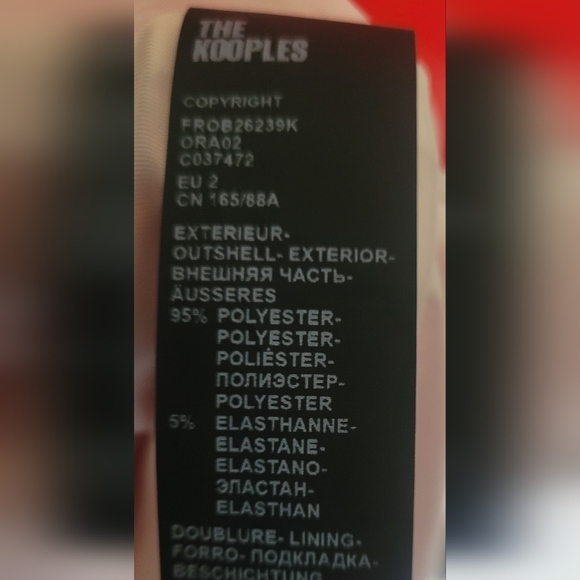 THE
KOOPLES
COPYRIGHT
FROB26239K
ORA02
C037472
EU 2
CN 165/88A
EXTERIEUR-
OUTSHELL- EXTERIOR-
ВНЕШНЯЯ ЧАСТЬ-
ÄUSSERES
95% POLYESTER-
POLYESTER-
POLIÉSTER-
ПОЛИЭСТЕР-
POLYESTER
5% ELASTHANNE-
ELASTANE-
ELASTANO-
ЭЛАСТАН-
ELASTHAN
DOUBLURE- LINING-
FORRO- ПОДКЛАДКА-
BESCHICHTUNG